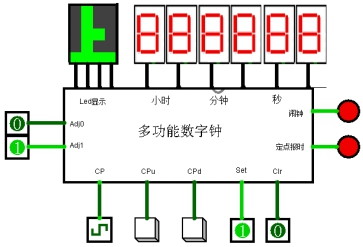 888888
Led显示 小时 分钟 秒
闹钟
0 Adj0
多功能数字钟
1 Adj1
定点报时
CP CPu CPd Set Clr
1 0